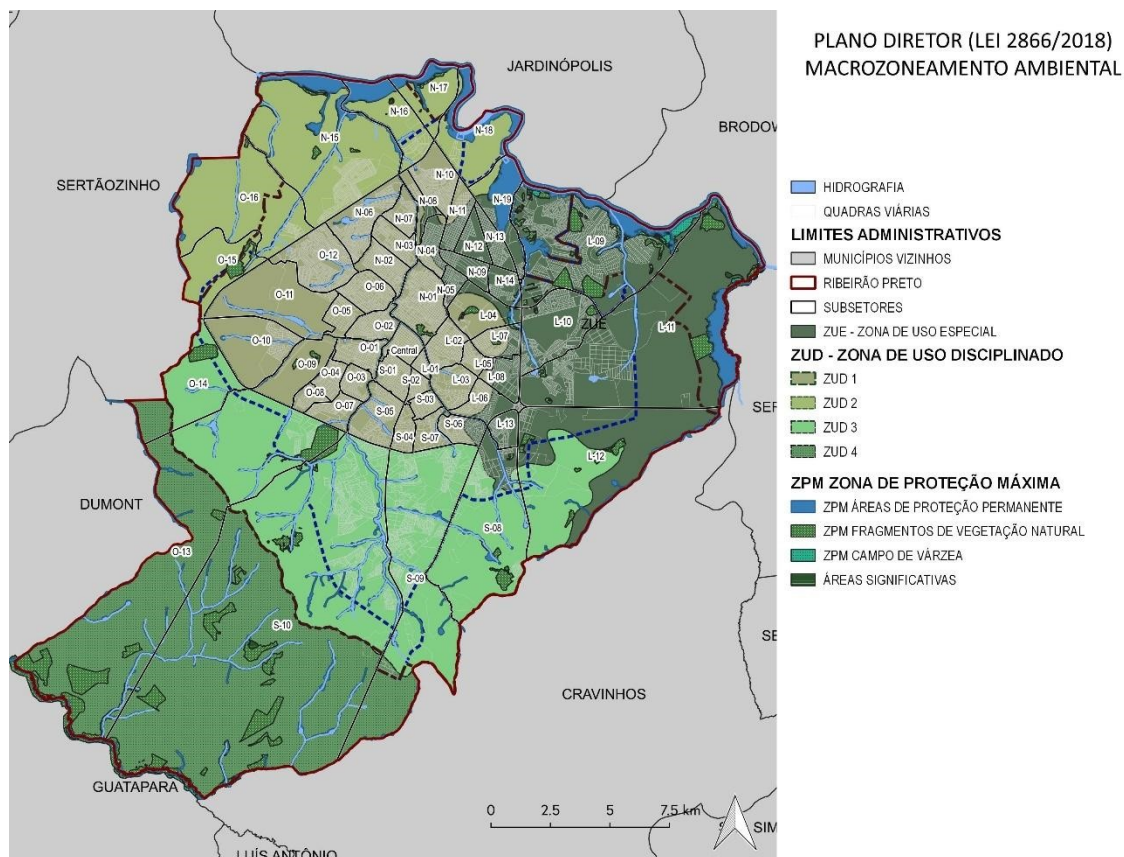 PLANO DIRETOR (LEI 2866/2018)
MACROZONEAMENTO AMBIENTAL
HIDROGRAFIA
QUADRAS VIÁRIAS
LIMITES ADMINISTRATIVOS
MUNICÍPIOS VIZINHOS
RIBEIRÃO PRETO
SUBSETORES
ZUE - ZONA DE USO ESPECIAL
ZUD - ZONA DE USO DISCIPLINADO
ZUD 1
ZUD 2
ZUD 3
ZUD 4
ZPM ZONA DE PROTEÇÃO MÁXIMA
ZPM ÁREAS DE PROTEÇÃO PERMANENTE
ZPM FRAGMENTOS DE VEGETAÇÃO NATURAL
ZPM CAMPO DE VÁRZEA
ÁREAS SIGNIFICATIVAS
JARDINÓPOLIS
BRODOW
SERTÃOZINHO
SER
DUMONT
SE
CRAVINHOS
GUATAPARA
LUÍS ANTÔNIO
SIM
N-17
N-16
N-18
N-15
N-10
O-16
N-08
N-19
N-06
N-11
N-07
N-13
L-09
N-03
N-04
N-12
O-12
N-02
O-15
N-09
N-14
O-06
N-05
O-11
N-01
O-05
L-04
L-10
ZUE
L-11
O-02
L-02
L-07
O-10
O-01
Central
O-09
L-01
L-05
O-04
S-01
O-14
O-03
S-02
L-03
L-08
O-08
S-03
L-06
O-07
S-05
S-06
L-13
S-04
S-07
L-12
S-08
O-13
S-09
S-10
0 2.5 5 7.5 km